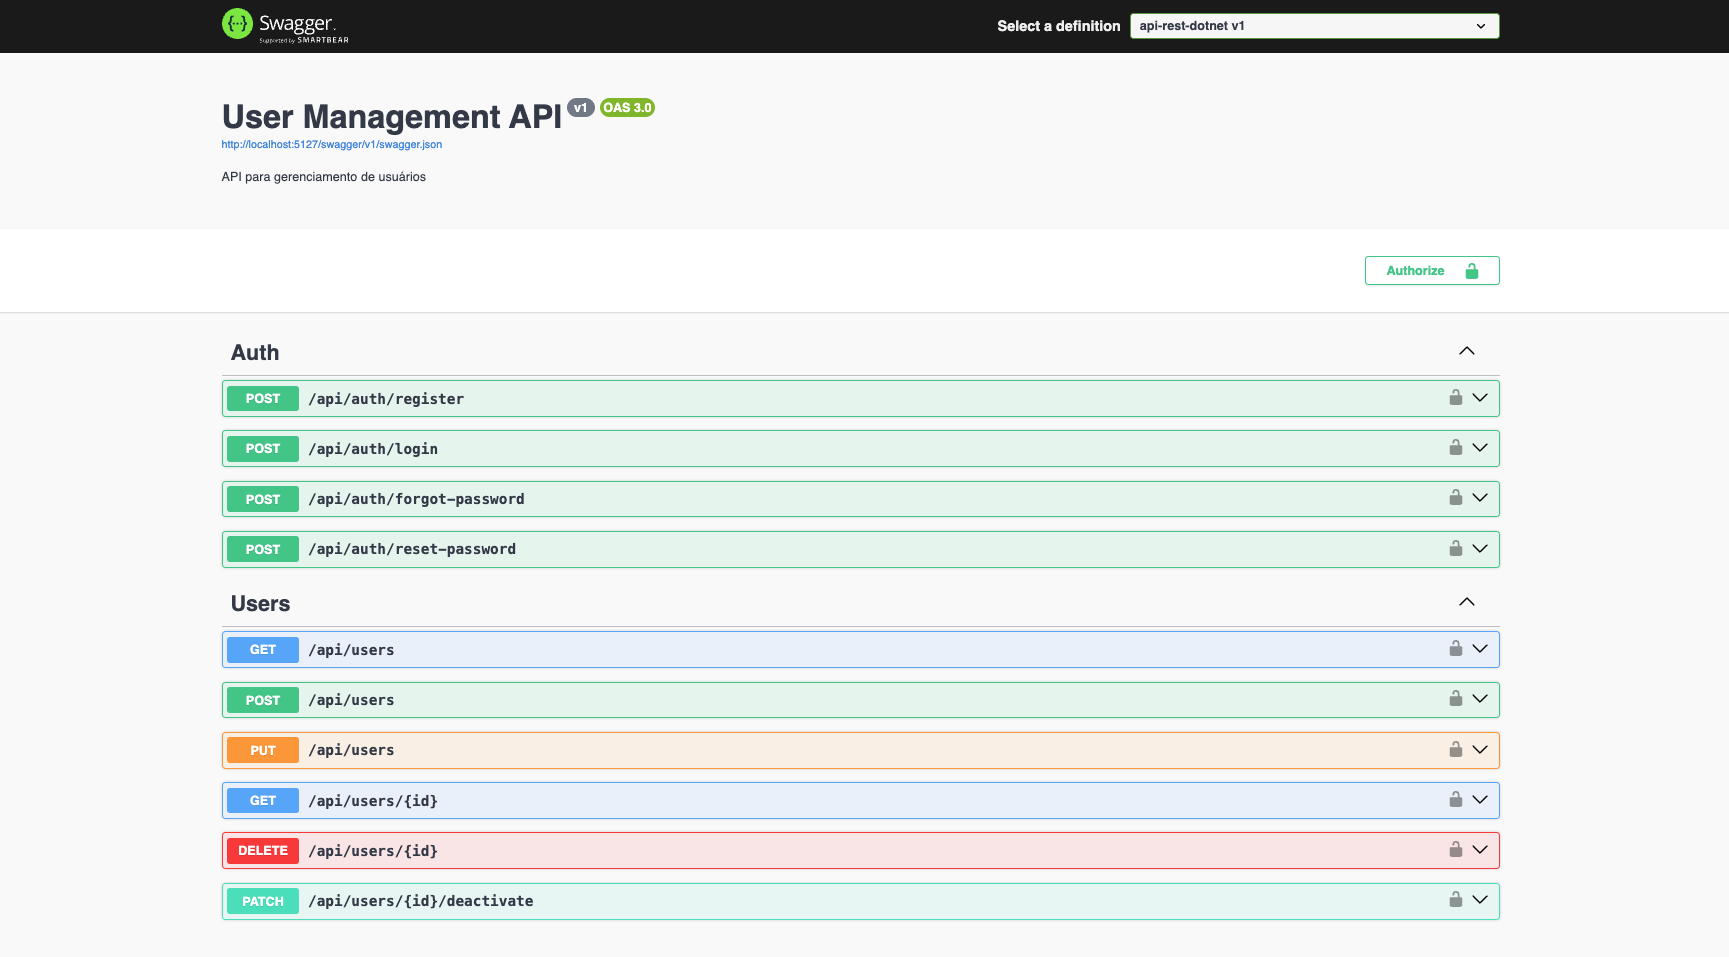 Swagger.
Supported by SMARTBEAR
Select a definition
api-rest-dotnet v1
User Management API v1 OAS 3.0
http://localhost:5127/swagger/v1/swagger.json
API para gerenciamento de usuários
Authorize
Auth
POST /api/auth/register
POST /api/auth/login
POST /api/auth/forgot-password
POST /api/auth/reset-password
Users
GET /api/users
POST /api/users
PUT /api/users
GET /api/users/{id}
DELETE /api/users/{id}
PATCH /api/users/{id}/deactivate